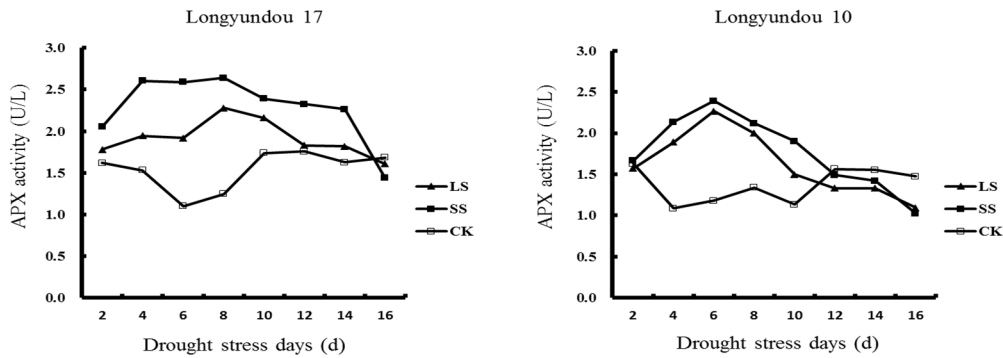 Longyundou 17
APX activity (U/L)
3.0
2.5
2.0
1.5
1.0
0.5
0.0
2 4 6 8 10 12 14 16
Drought stress days (d)
LS
SS
CK
Longyundou 10
APX activity (U/L)
3.0
2.5
2.0
1.5
1.0
0.5
0.0
2 4 6 8 10 12 14 16
Drought stress days (d)
LS
SS
CK